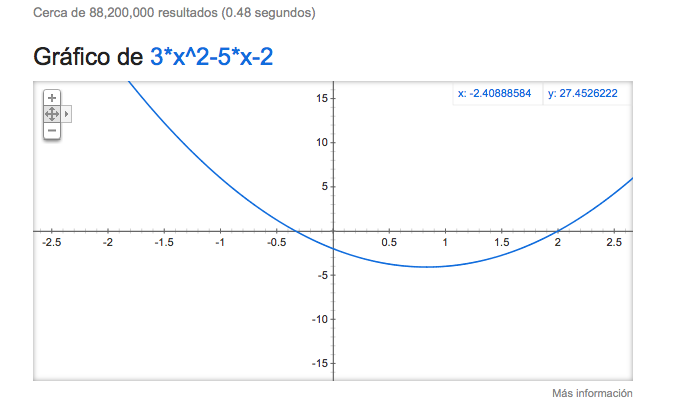 Cerca de 88,200,000 resultados (0.48 segundos)
Gráfico de 3*x^2-5*x-2
x: -2.40888584 y: 27.4526222
15
10
5
-2.5 -2 -1.5 -1 -0.5 0.5 1 1.5 2 2.5
-5
-10
-15
Más información